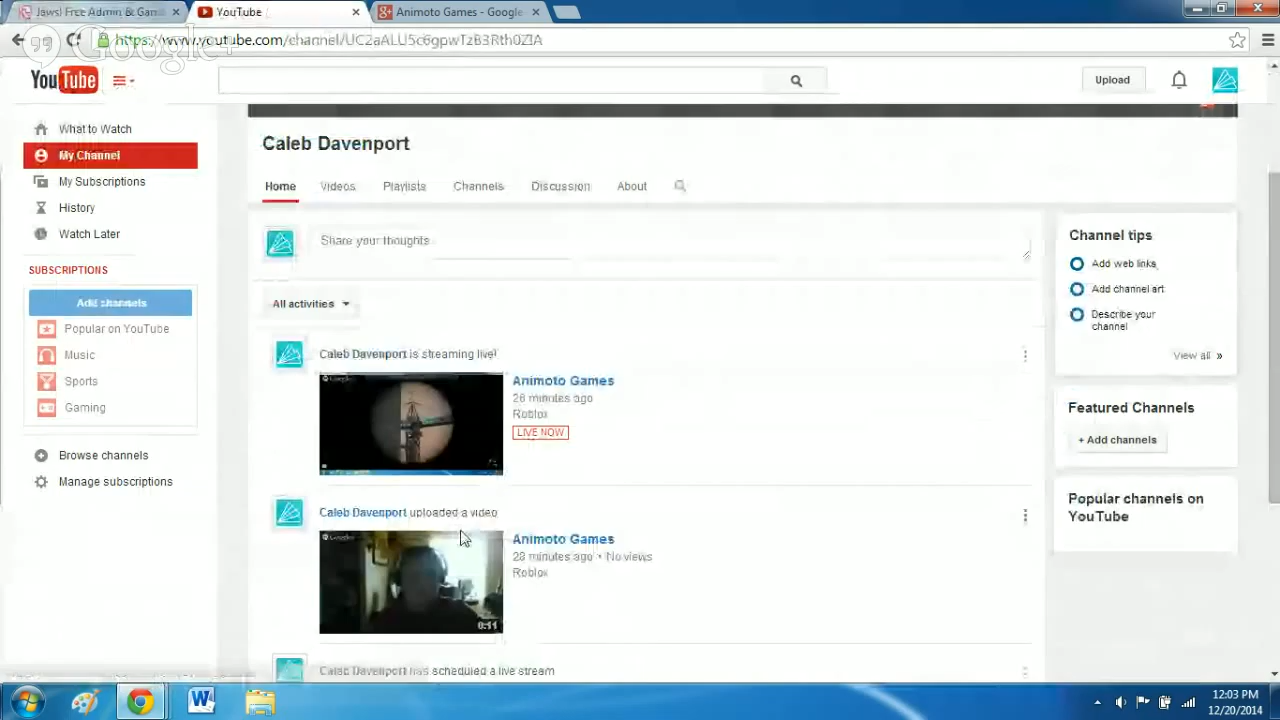 Jaws! Free Admin & Gam
YouTube
Animoto Games - Google
Google+
https://www.youtube.com/channel/
YouTube
Upload
What to Watch
My Channel
My Subscriptions
History
Watch Later
SUBSCRIPTIONS
Add channels
Popular on YouTube
Music
Sports
Gaming
Browse channels
Manage subscriptions
Caleb Davenport
Home Videos Playlists Channels Discussion About
Share your thoughts
All activities
Caleb Davenport is streaming live!
Animoto Games
26 minutes ago
Roblox
LIVE NOW
Caleb Davenport uploaded a video
Animoto Games
28 minutes ago • No views
Roblox
0:11
Caleb Davenport has scheduled a live stream
Channel tips
Add web links
Add channel art
Describe your
channel
View all »
Featured Channels
+ Add channels
Popular channels on
YouTube
12:03 PM
12/20/2014